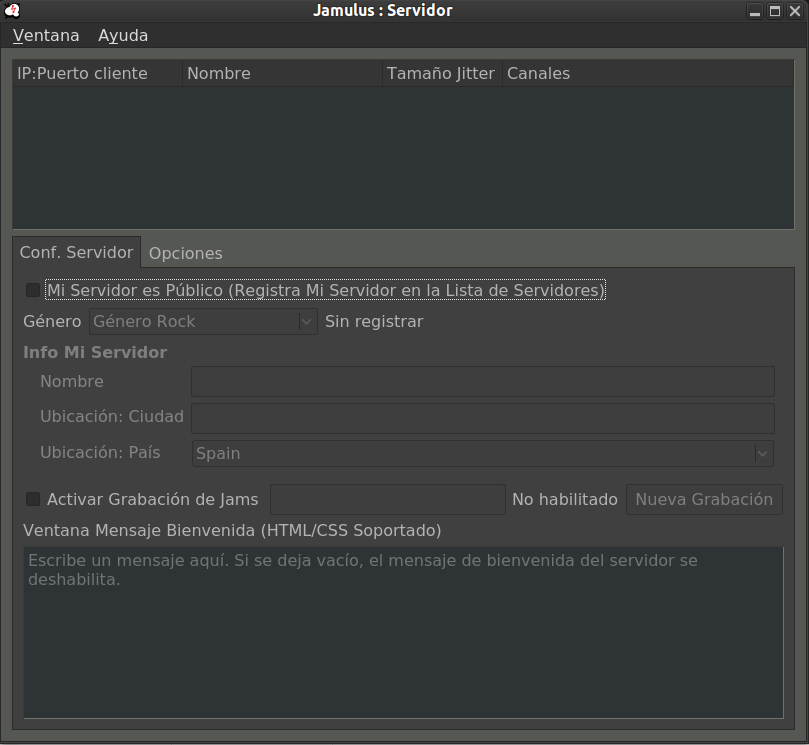 Jamulus : Servidor
Ventana Ayuda
IP:Puerto cliente Nombre Tamaño Jitter Canales
Conf. Servidor Opciones
Mi Servidor es Público (Registra Mi Servidor en la Lista de Servidores)
Género Género Rock Sin registrar
Info Mi Servidor
Nombre
Ubicación: Ciudad
Ubicación: País Spain
Activar Grabación de Jams No habilitado Nueva Grabación
Ventana Mensaje Bienvenida (HTML/CSS Soportado)
Escribe un mensaje aquí. Si se deja vacío, el mensaje de bienvenida del servidor se
deshabilita.